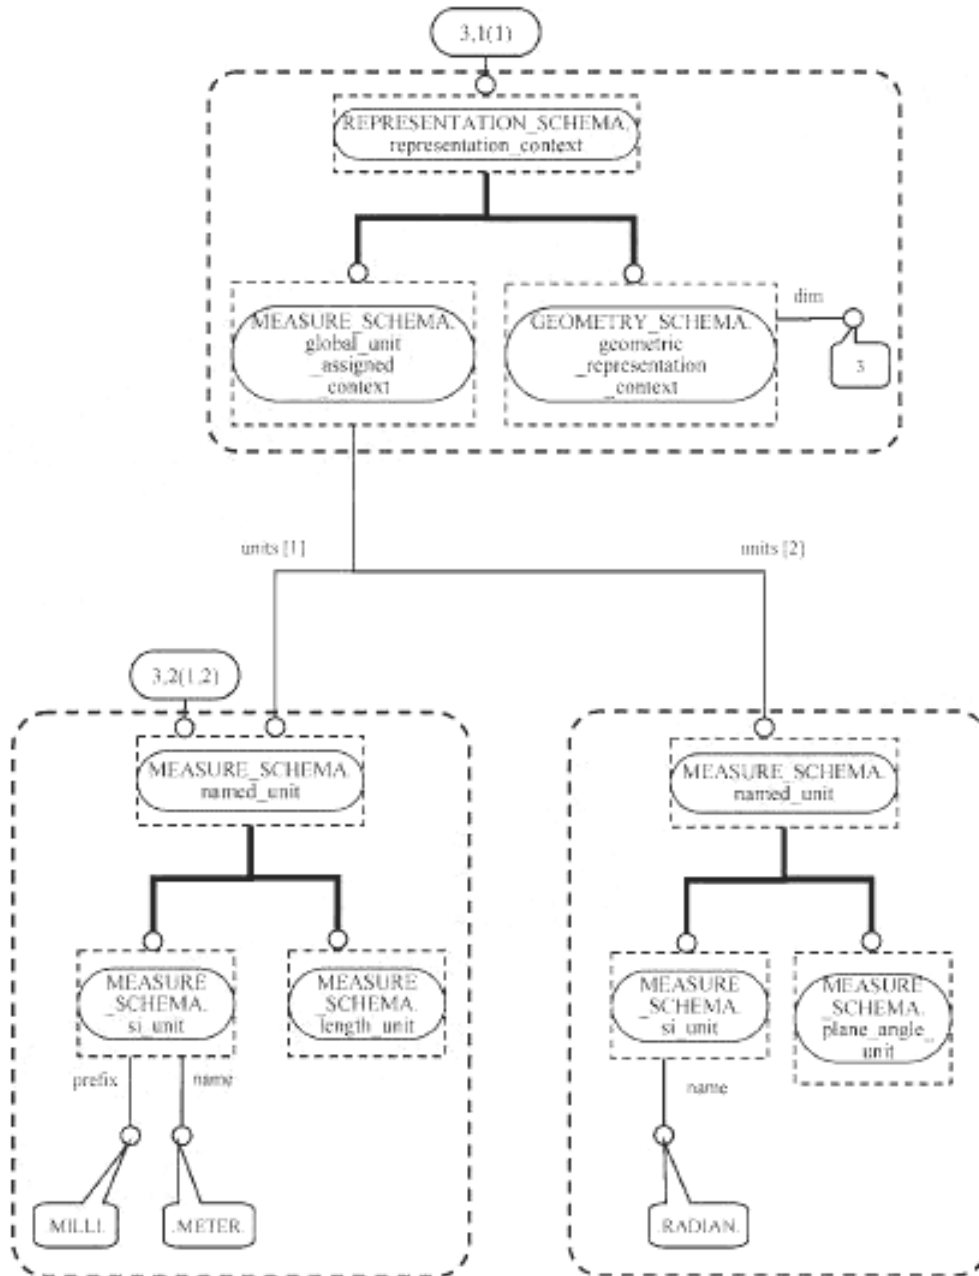 3,1(1)
REPRESENTATION_SCHEMA.
representation_context
MEASURE_SCHEMA.
global_unit
_assigned
_context
GEOMETRY_SCHEMA.
geometric
_representation
_context
dim
3
units [1]
units [2]
3,2(1,2)
MEASURE_SCHEMA.
named_unit
MEASURE_SCHEMA.
named_unit
MEASURE
_SCHEMA.
si_unit
MEASURE
_SCHEMA.
length_unit
MEASURE
_SCHEMA.
si_unit
MEASURE
_SCHEMA.
plane_angle_
unit
prefix
name
name
.MILLI.
.METER.
.RADIAN.